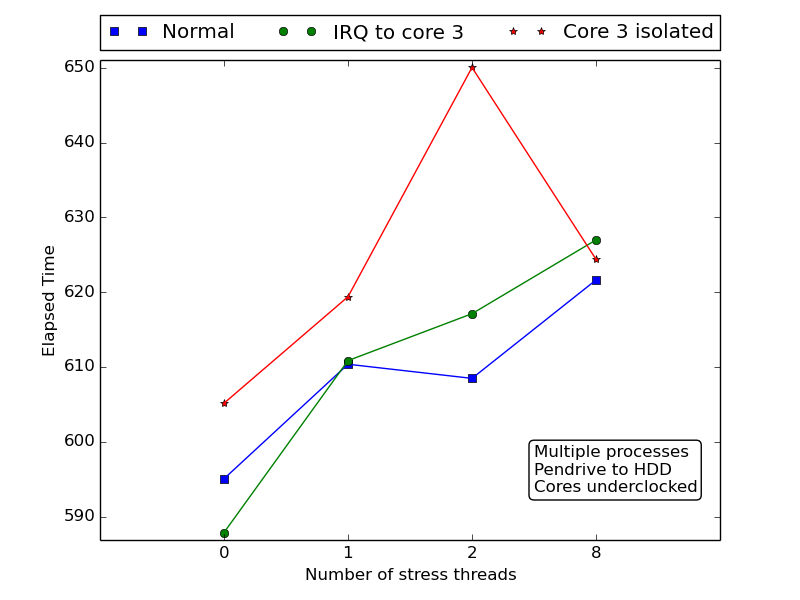 Normal IRQ to core 3 Core 3 isolated
650
640
630
620
610
600
590
Elapsed Time
Multiple processes
Pendrive to HDD
Cores underclocked
0 1 2 8
Number of stress threads